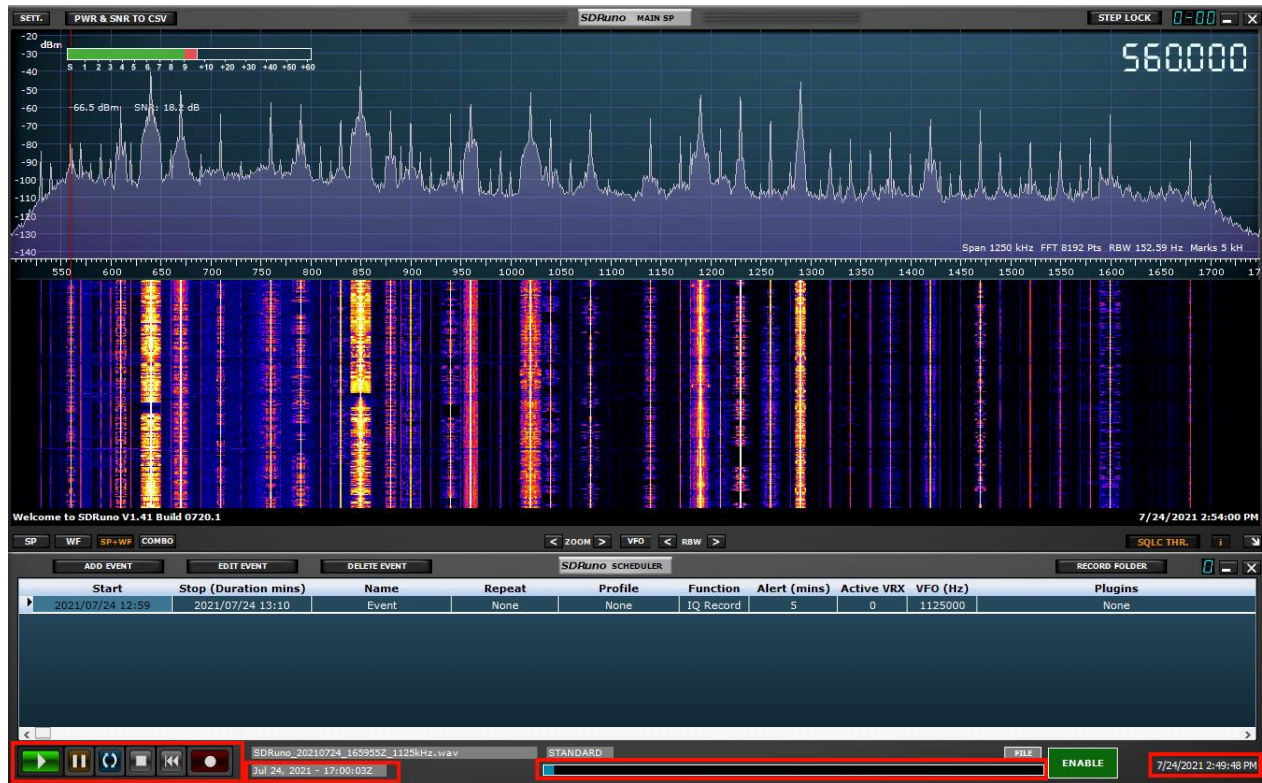 SETT. PWR & SNR TO CSV SDRuno MAIN SP STEP LOCK 0-00
-20
dBm
-30
S 1 2 3 4 5 6 7 8 9 +10 +20 +30 +40 +50 +60
560.000
-40
-50
-60 -66.5 dBm SNR: 18.2 dB
-70
-80
-90
-100
-110
-120
-130
-140 Span 1250 kHz FFT 8192 Pts RBW 152.59 Hz Marks 5 kH
550 600 650 700 750 800 850 900 950 1000 1050 1100 1150 1200 1250 1300 1350 1400 1450 1500 1550 1600 1650 1700 17
Welcome to SDRuno V1.41 Build 0720.1 7/24/2021 2:54:00 PM
SP WF SP+WF COMBO < ZOOM > VFO < RBW > SQLC THR. i
ADD EVENT EDIT EVENT DELETE EVENT SDRuno SCHEDULER RECORD FOLDER 0
Start Stop (Duration mins) Name Repeat Profile Function Alert (mins) Active VRX VFO (Hz) Plugins
2021/07/24 12:59 2021/07/24 13:10 Event None None IQ Record 5 0 1125000 None
SDRuno_20210724_165955Z_1125kHz.wav STANDARD FILE
Jul 24, 2021 - 17:00:03Z ENABLE 7/24/2021 2:49:48 PM